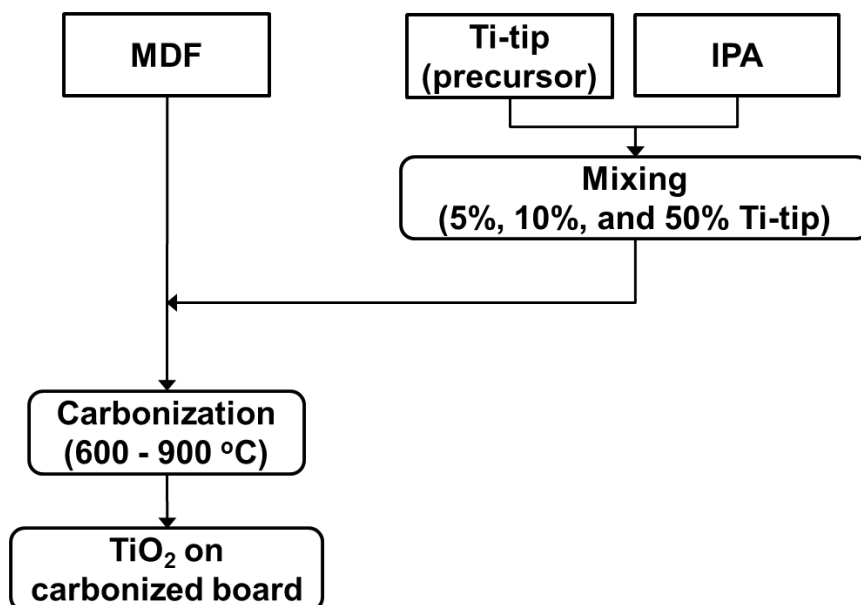 MDF
Ti-tip
(precursor)
IPA
Mixing
(5%, 10%, and 50% Ti-tip)
Carbonization
(600 - 900 ºC)
TiO₂ on
carbonized board